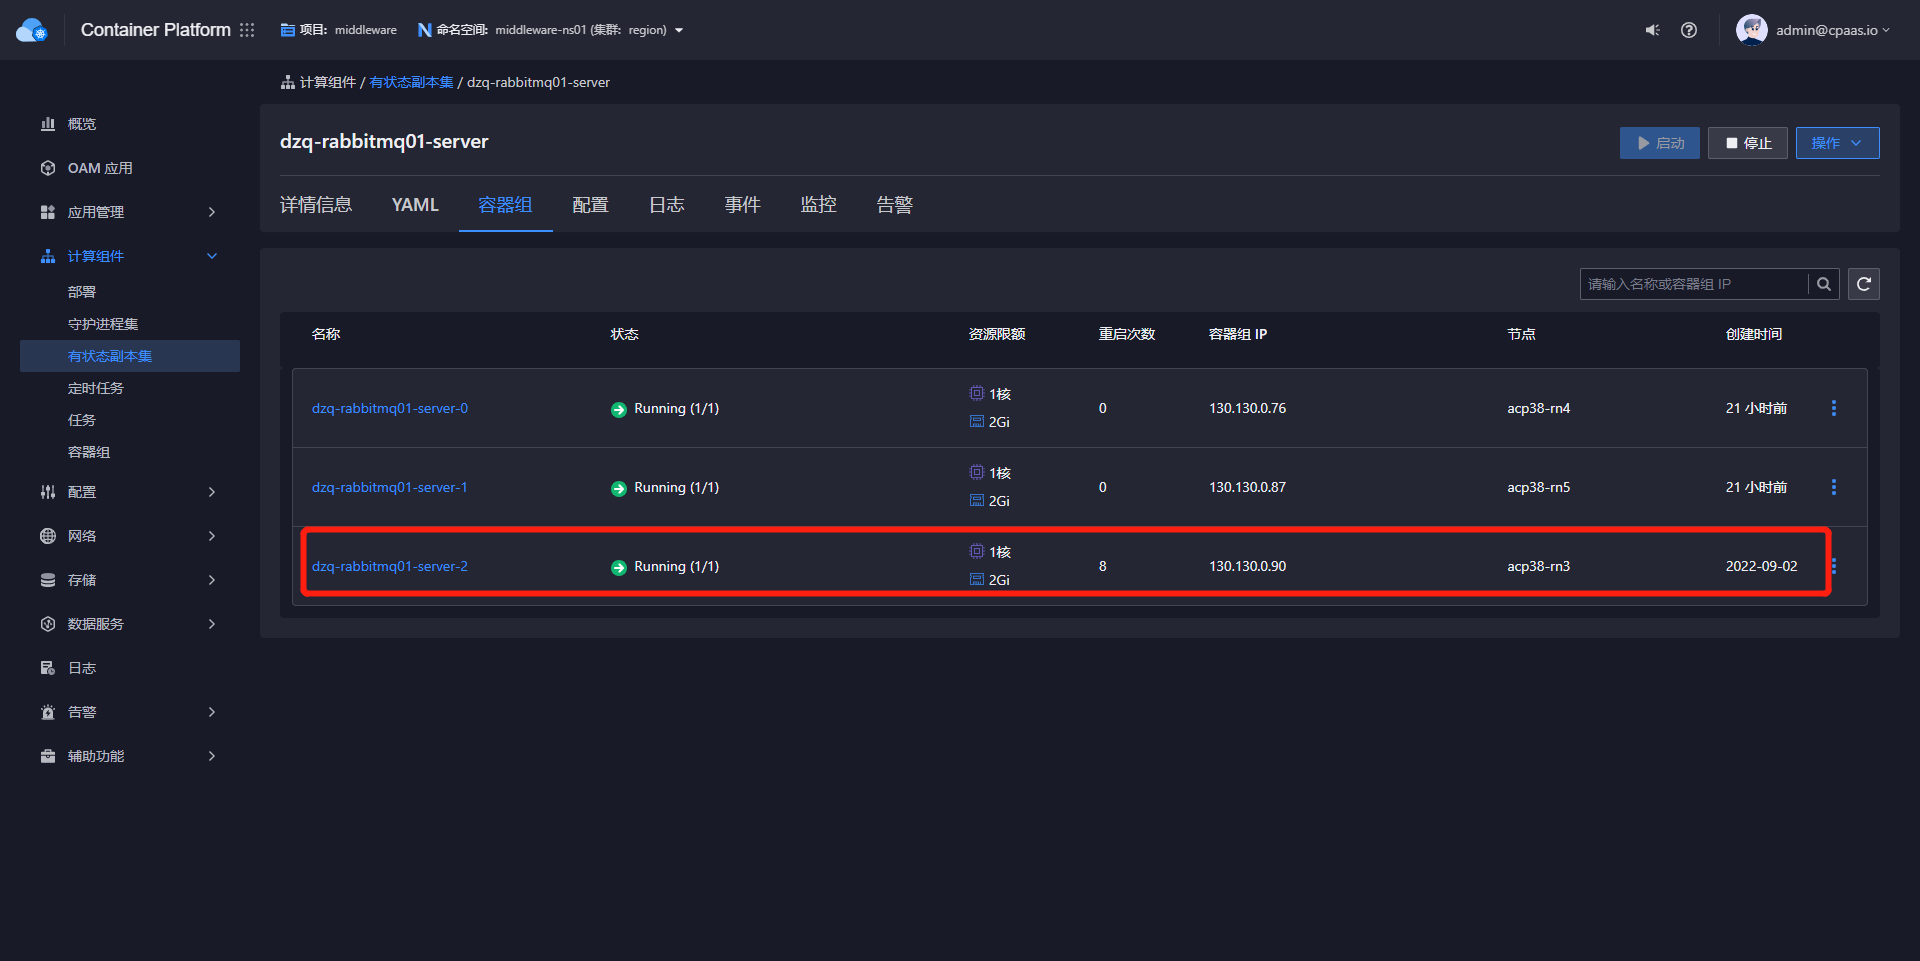 Container Platform
项目: middleware
命名空间: middleware-ns01 (集群: region)
admin@cpaas.io
计算组件 / 有状态副本集 / dzq-rabbitmq01-server
概览
OAM 应用
应用管理
计算组件
部署
守护进程集
有状态副本集
定时任务
任务
容器组
配置
网络
存储
数据服务
日志
告警
辅助功能
dzq-rabbitmq01-server
启动
停止
操作
详情信息 YAML 容器组 配置 日志 事件 监控 告警
请输入名称或容器组 IP
名称 状态 资源限额 重启次数 容器组 IP 节点 创建时间
dzq-rabbitmq01-server-0 Running (1/1) 1核 2Gi 0 130.130.0.76 acp38-rn4 21 小时前
dzq-rabbitmq01-server-1 Running (1/1) 1核 2Gi 0 130.130.0.87 acp38-rn5 21 小时前
dzq-rabbitmq01-server-2 Running (1/1) 1核 2Gi 8 130.130.0.90 acp38-rn3 2022-09-02